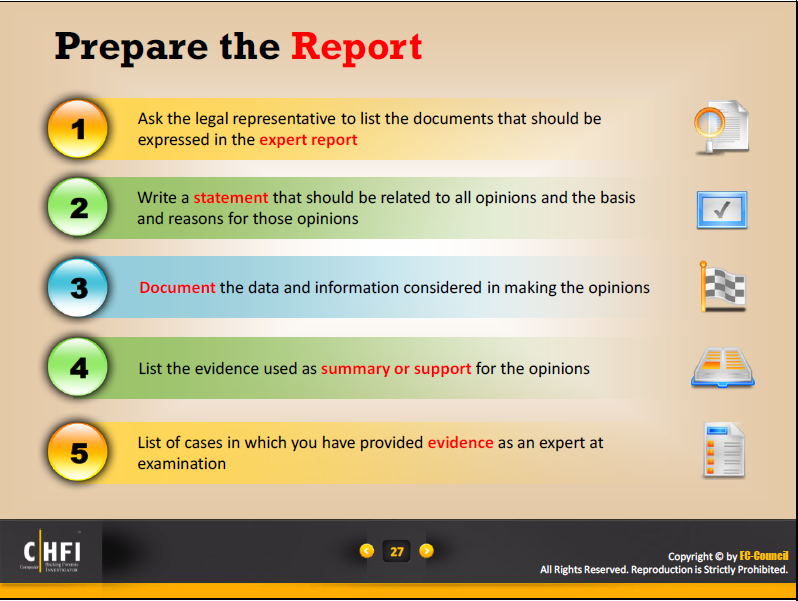 Prepare the Report
1
Ask the legal representative to list the documents that should be
expressed in the expert report
2
Write a statement that should be related to all opinions and the basis
and reasons for those opinions
3
Document the data and information considered in making the opinions
4
List the evidence used as summary or support for the opinions
5
List of cases in which you have provided evidence as an expert at
examination
CHFI
Computer
Hacking Forensic
INVESTIGATOR
27
Copyright © by EC-Council
All Rights Reserved. Reproduction is Strictly Prohibited.